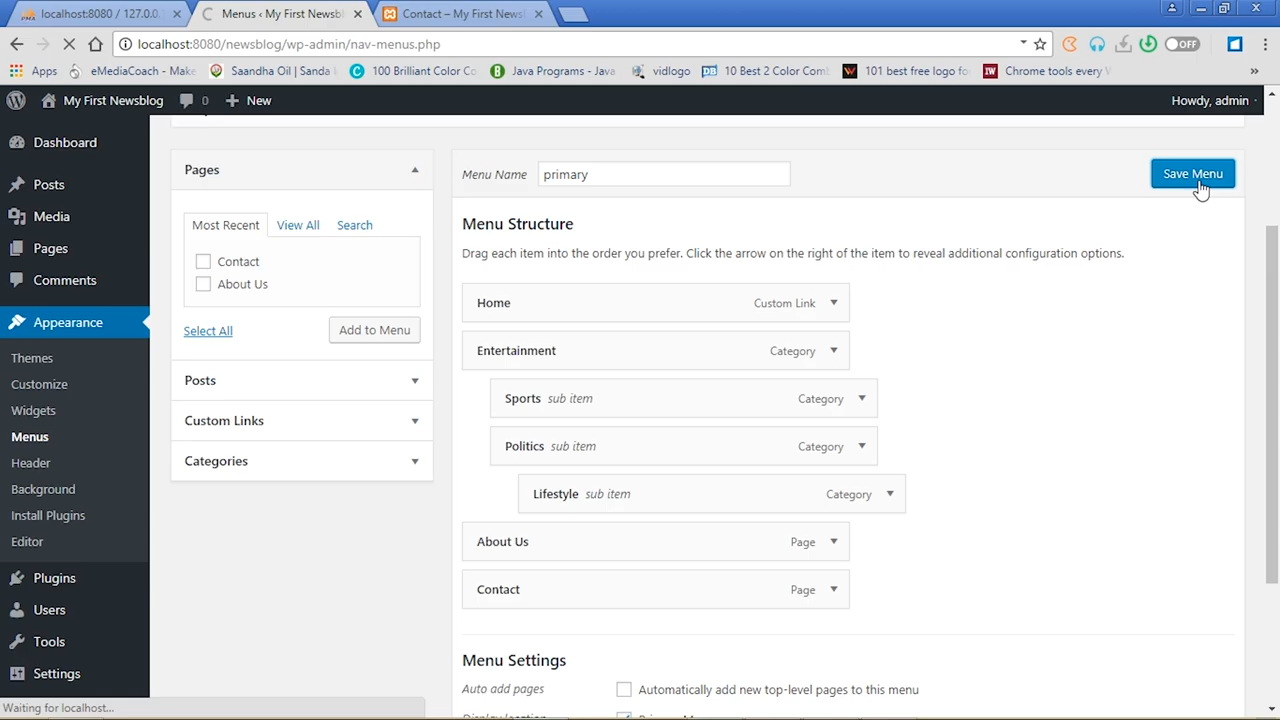 localhost:8080 / 127.0.0.
Menus ‹ My First Newsblo
Contact – My First News
localhost:8080/newsblog/wp-admin/nav-menus.php
OFF
Apps
eMediaCoach - Make
Saandha Oil | Sanda
100 Brilliant Color Co
Java Programs - Java
vidlogo
10 Best 2 Color Com
101 best free logo fo
Chrome tools every
My First Newsblog
0
New
Howdy, admin
Dashboard
Posts
Media
Pages
Comments
Appearance
Themes
Customize
Widgets
Menus
Header
Background
Install Plugins
Editor
Plugins
Users
Tools
Settings
Pages
Most Recent View All Search
Contact
About Us
Select All
Add to Menu
Posts
Custom Links
Categories
Menu Name primary
Save Menu
Menu Structure
Drag each item into the order you prefer. Click the arrow on the right of the item to reveal additional configuration options.
Home Custom Link
Entertainment Category
Sports sub item Category
Politics sub item Category
Lifestyle sub item Category
About Us Page
Contact Page
Menu Settings
Auto add pages Automatically add new top-level pages to this menu
Waiting for localhost...